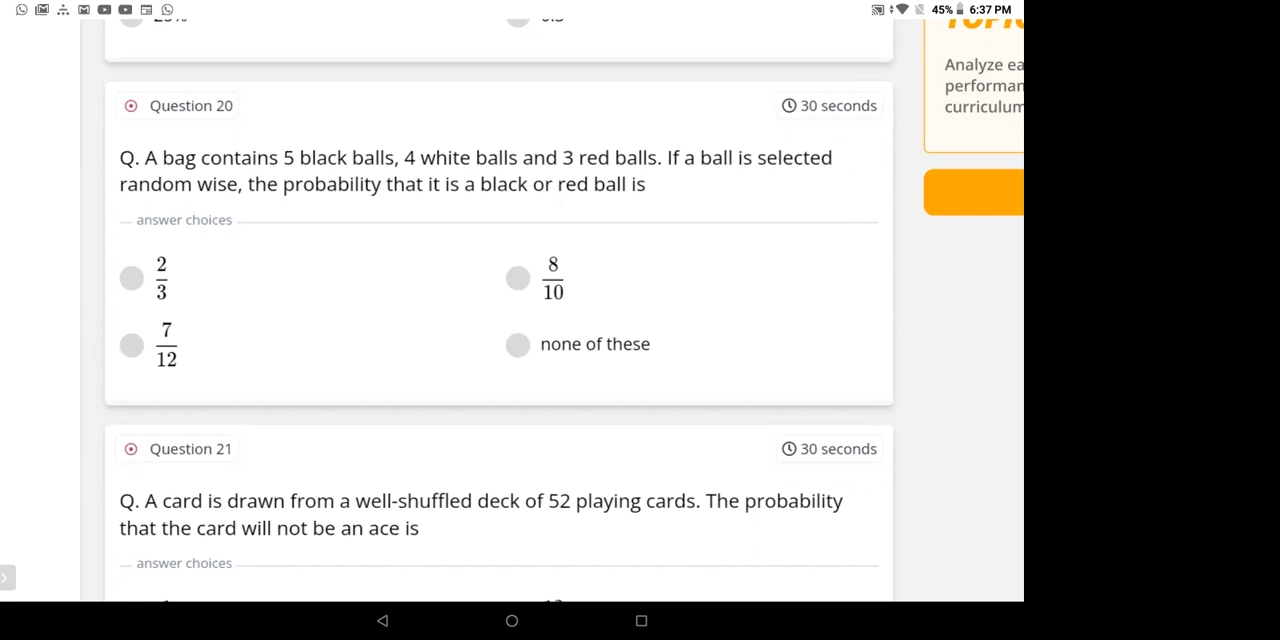 45% 6:37 PM
Analyze ea
performan
curriculum
Question 20
30 seconds
Q. A bag contains 5 black balls, 4 white balls and 3 red balls. If a ball is selected
random wise, the probability that it is a black or red ball is
answer choices
2/3
8/10
7/12
none of these
Question 21
30 seconds
Q. A card is drawn from a well-shuffled deck of 52 playing cards. The probability
that the card will not be an ace is
answer choices